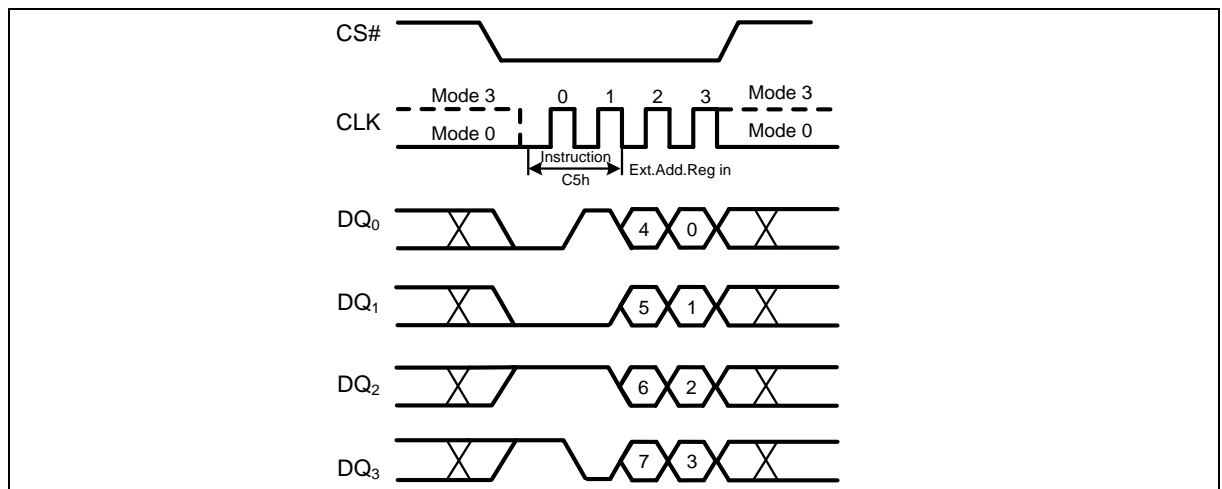 CS#
Mode 3 0 1 2 3 Mode 3
CLK
Mode 0 Mode 0
Instruction
C5h Ext.Add.Reg in
DQ₀ 4 0
DQ₁ 5 1
DQ₂ 6 2
DQ₃ 7 3